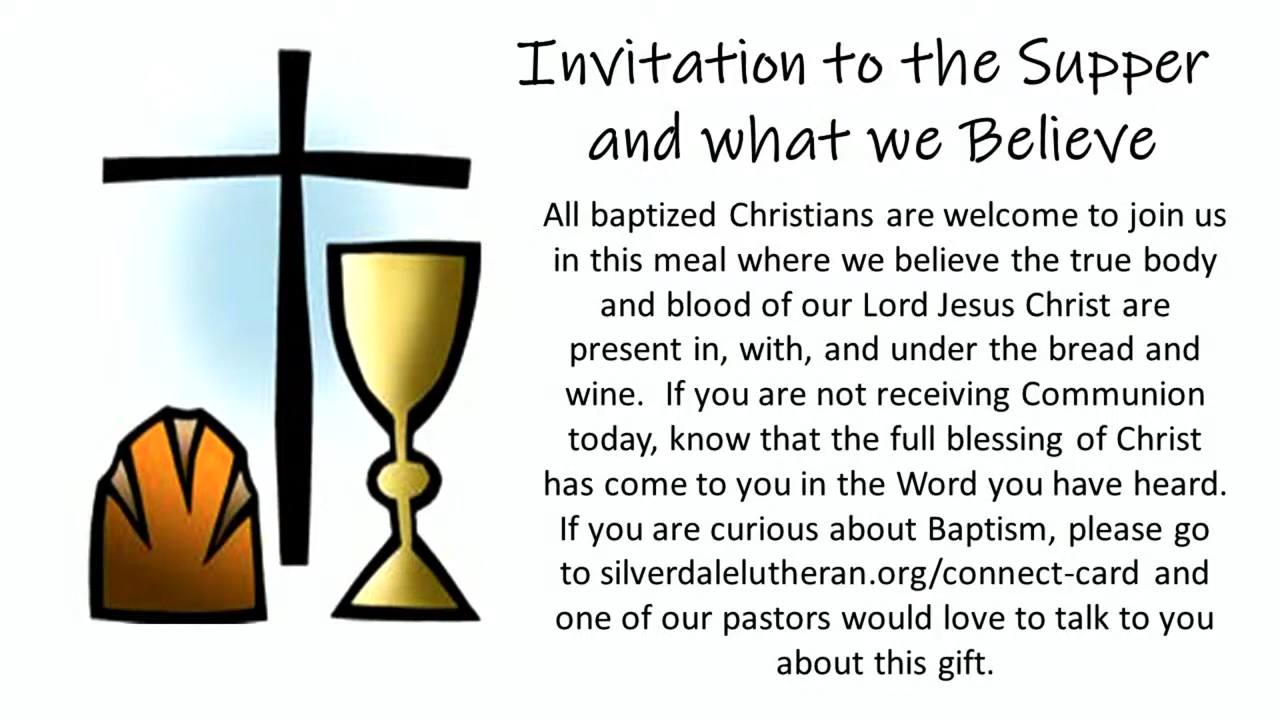 Invitation to the Supper
and what we Believe
All baptized Christians are welcome to join us
in this meal where we believe the true body
and blood of our Lord Jesus Christ are
present in, with, and under the bread and
wine.  If you are not receiving Communion
today, know that the full blessing of Christ
has come to you in the Word you have heard.
If you are curious about Baptism, please go
to silverdalelutheran.org/connect-card and
one of our pastors would love to talk to you
about this gift.